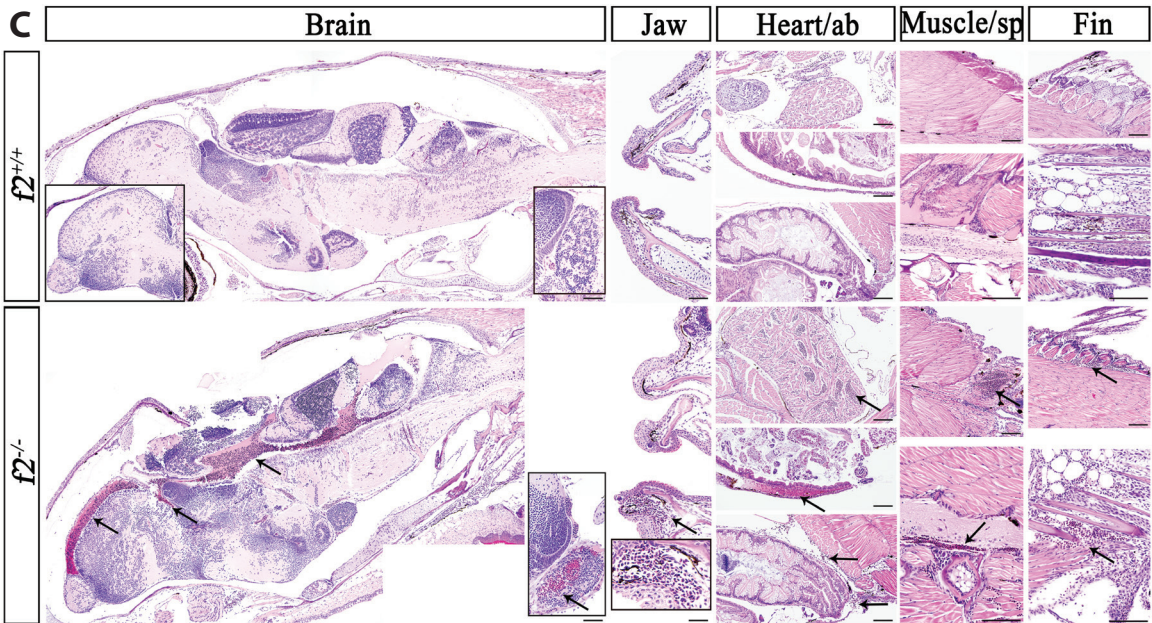 C
Brain
Jaw
Heart/ab
Muscle/sp
Fin
f2+/+
f2-/-